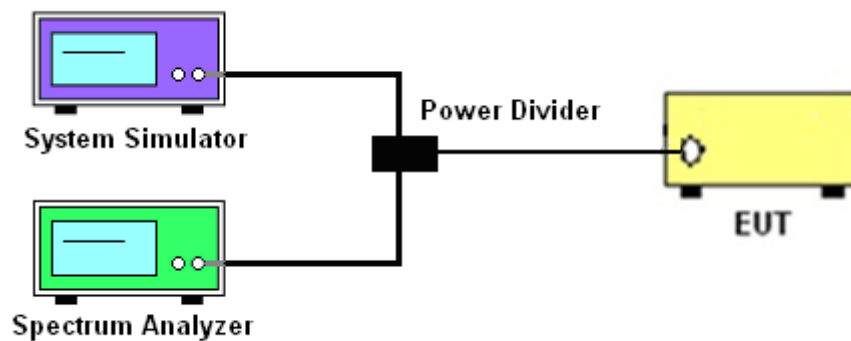 System Simulator
Power Divider
EUT
Spectrum Analyzer